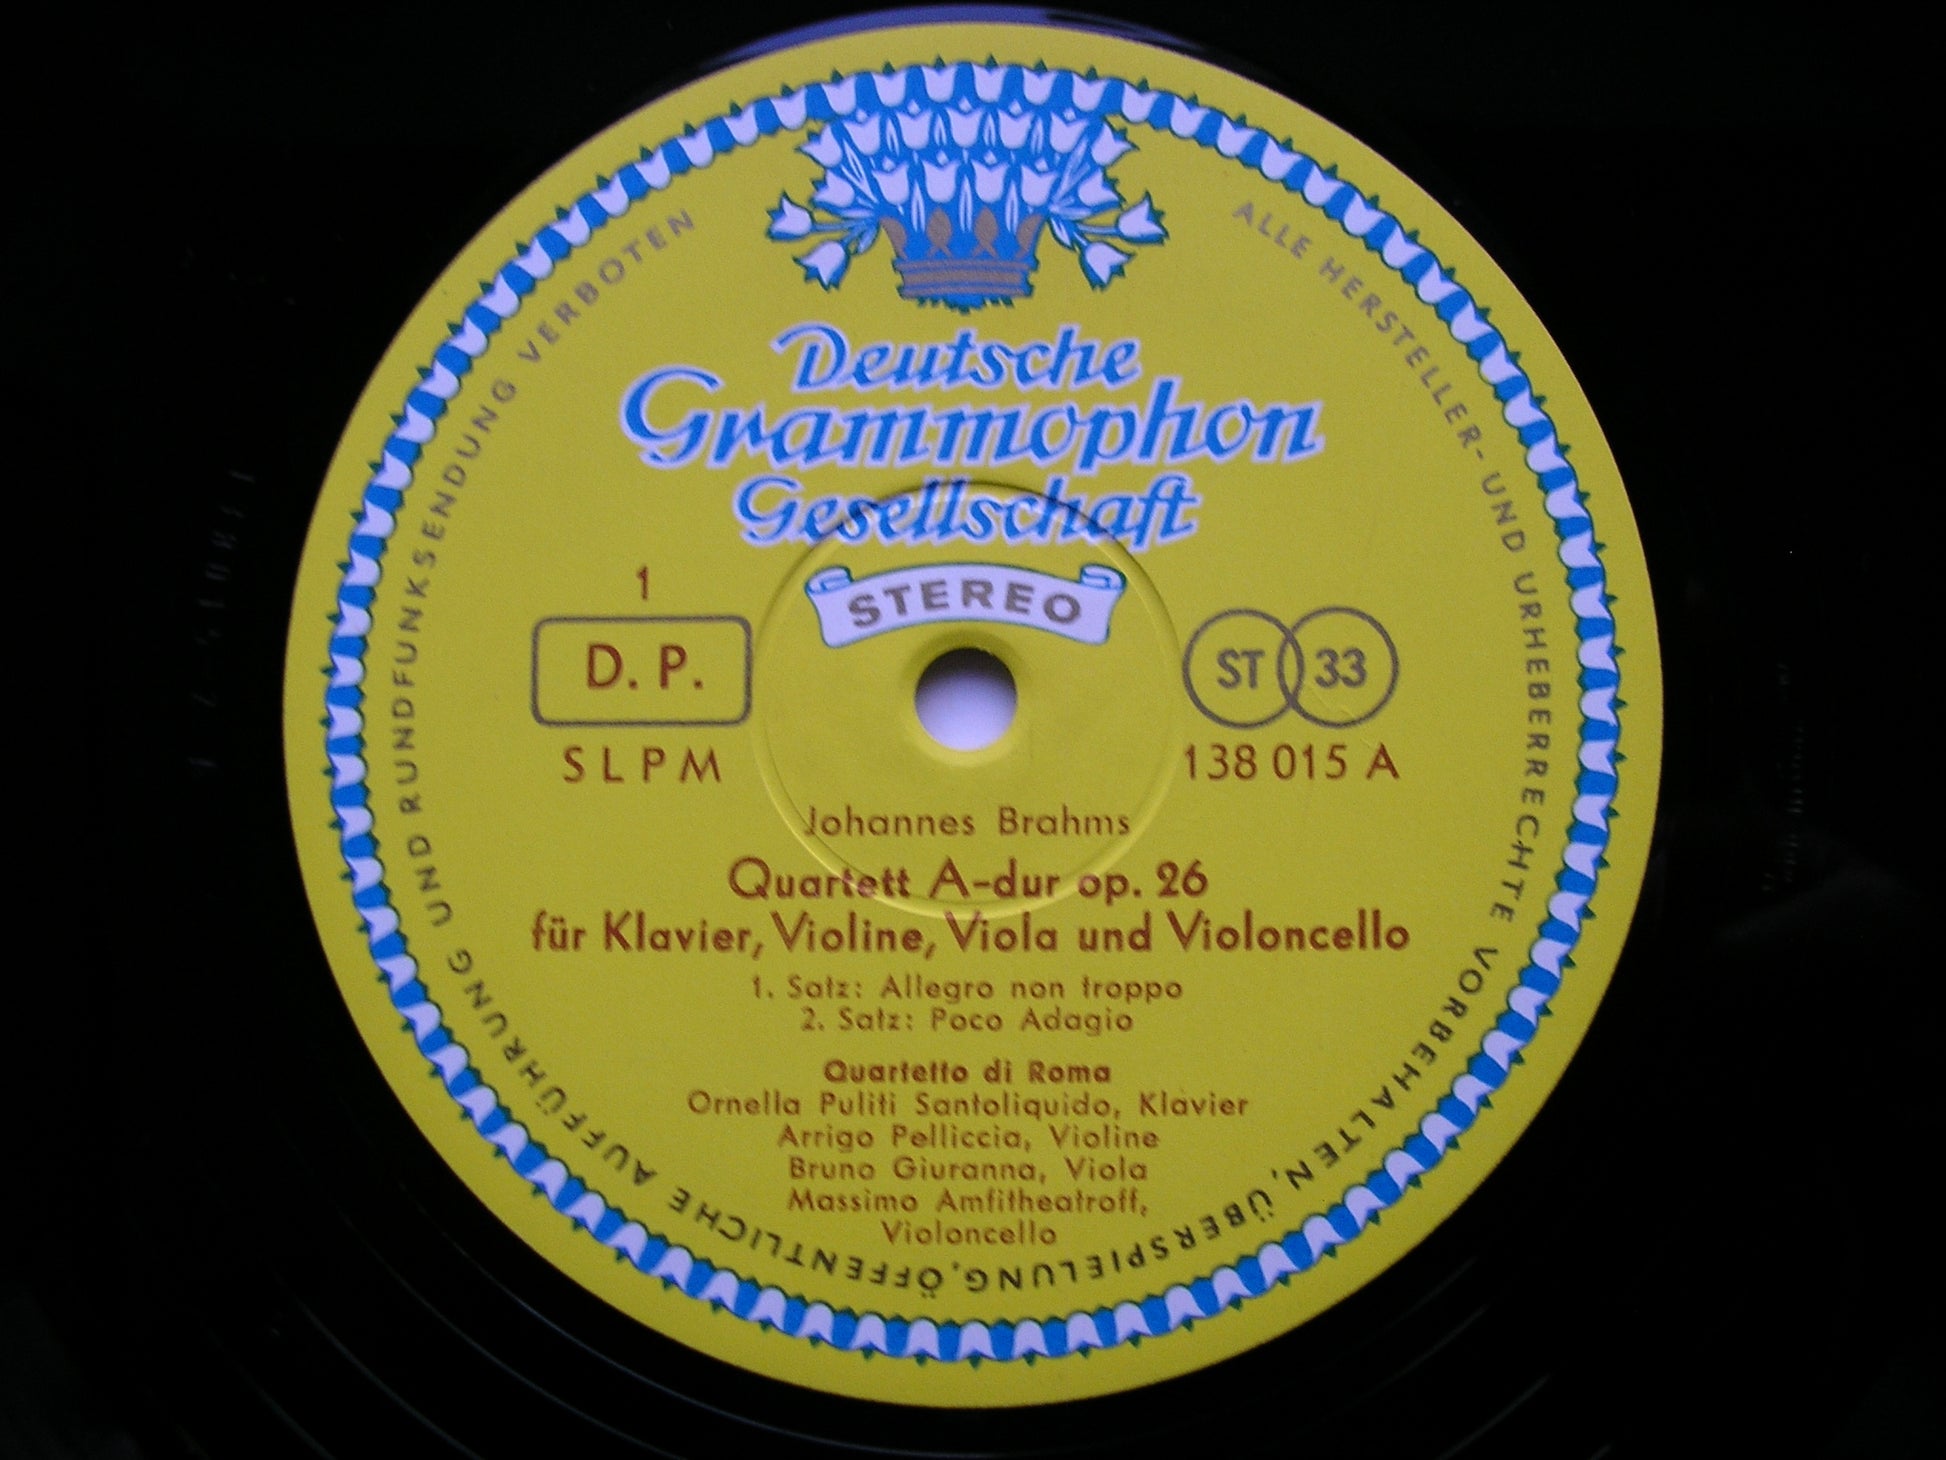 Deutsche
Grammophon
Gesellschaft
STEREO
1
D. P.
ST 33
SLPM
138 015 A
Johannes Brahms
Quartett A-dur op. 26
für Klavier, Violine, Viola und Violoncello
1. Satz: Allegro non troppo
2. Satz: Poco Adagio
Quartetto di Roma
Ornella Puliti Santoliquido, Klavier
Arrigo Pelliccia, Violine
Bruno Giuranna, Viola
Massimo Amfitheatroff,
Violoncello
ALLE HERSTELLER- UND URHEBERRECHTE VORBEHALTEN, ÜBERSPIELUNG, ÖFFENTLICHE AUFFÜHRUNG UND RUNDFUNKSENDUNG VERBOTEN